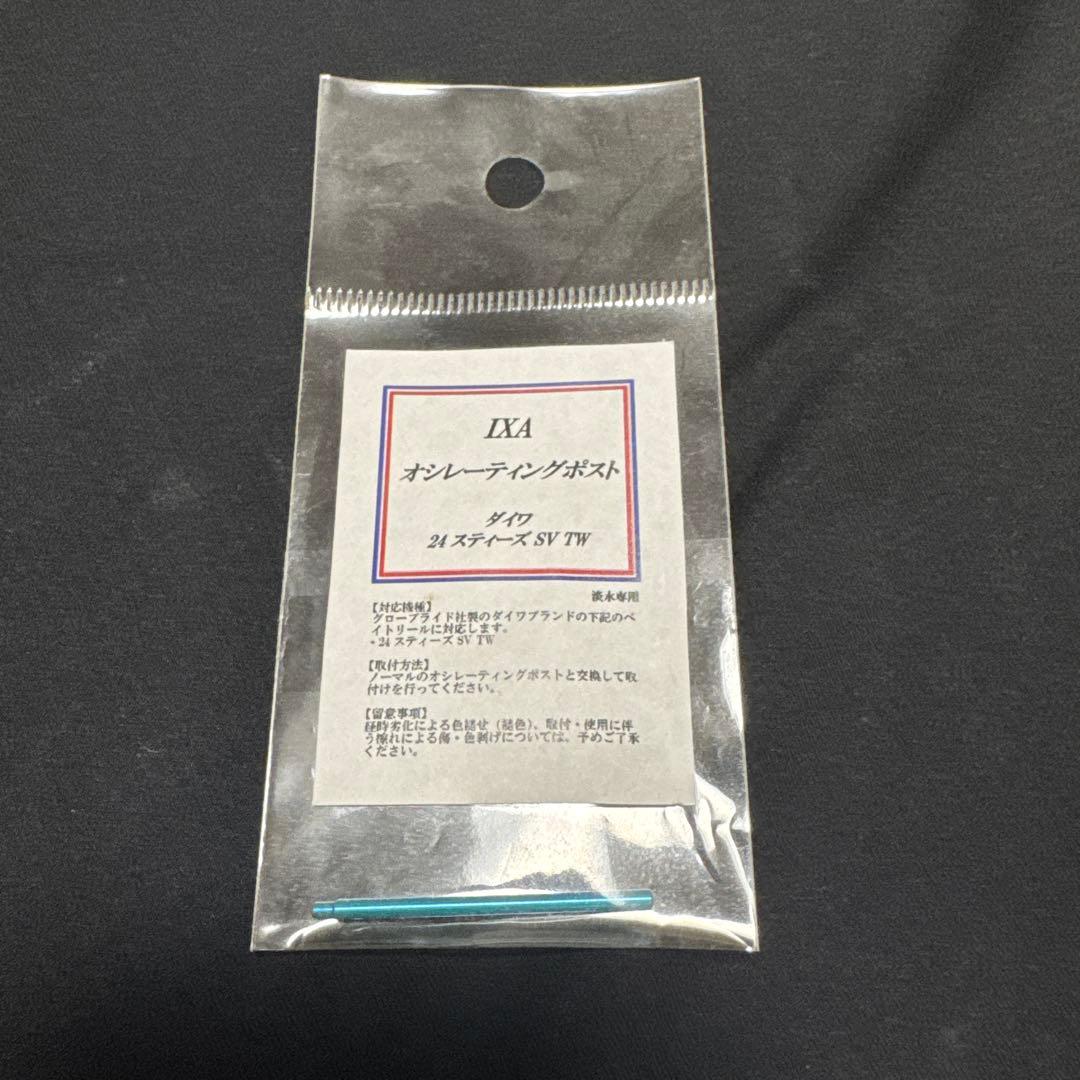 IXA
オシレーティングポスト
ダイワ
24 スティーズ SV TW
淡水専用
【対応機種】
グローブライド社製のダイワブランドの下記のベ
イトリールに対応します。
・24 スティーズ SV TW
【取付方法】
ノーマルのオシレーティングポストと交換して取
付けを行ってください。
【留意事項】
経時劣化による色褪せ（褪色）、取付・使用に伴
う擦れによる傷・色剥げについては、予めご了承
ください。